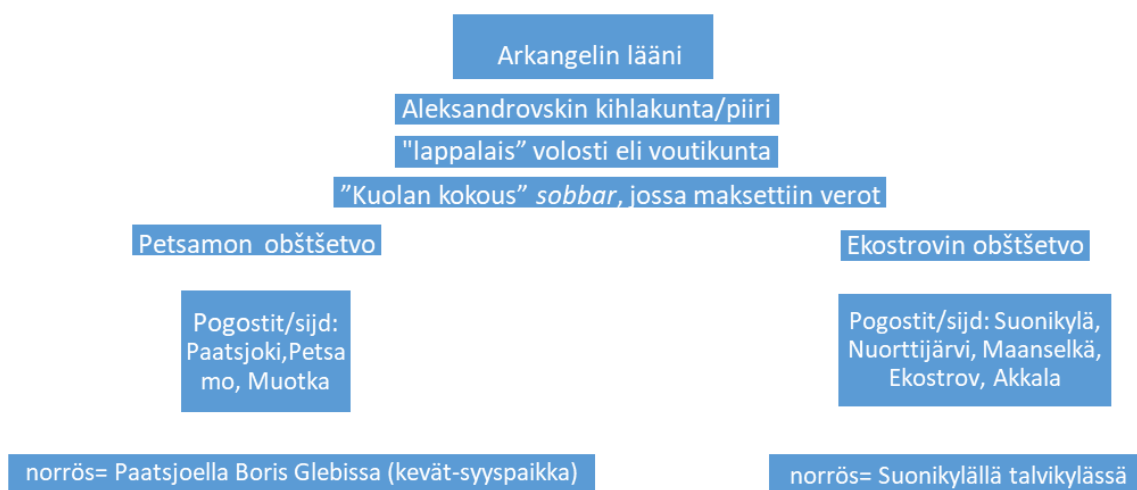 Arkangelin lääni
Aleksandrovskin kihlakunta/piiri
"lappalais” volosti eli voutikunta
”Kuolan kokous” sobbar, jossa maksettiin verot
Petsamon obštšetvo
Ekostrovin obštšetvo
Pogostit/sijd:
Paatsjoki,Petsa
mo, Muotka
Pogostit/sijd: Suonikylä,
Nuorttijärvi, Maanselkä,
Ekostrov, Akkala
norrös= Paatsjoella Boris Glebissa (kevät-syyspaikka)
norrös= Suonikylällä talvikylässä